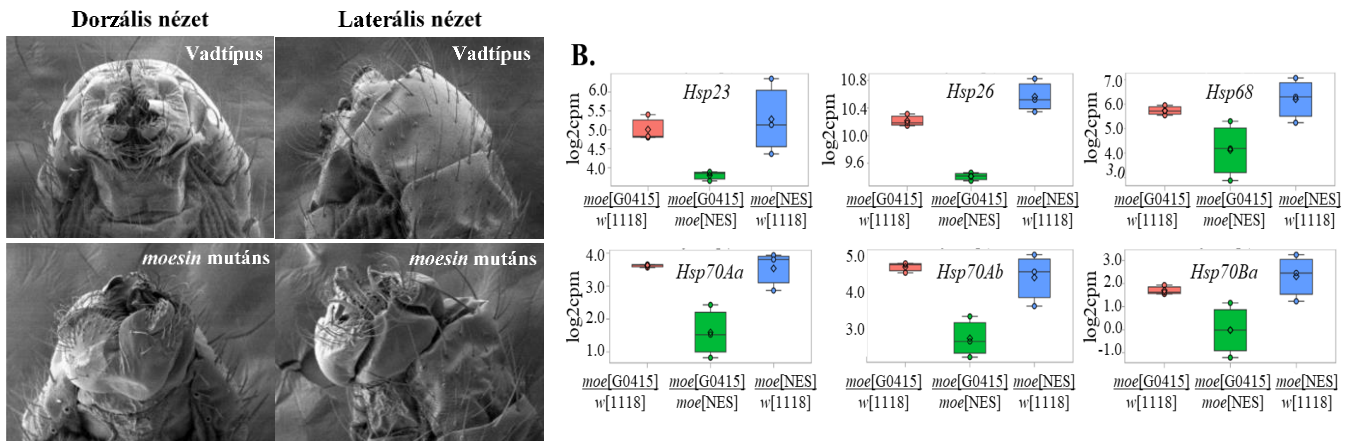 Dorzális nézet
Laterális nézet
Vadtípus
Vadtípus
moesin mutáns
moesin mutáns
B.
Hsp23
log2cpm
6.0
5.0
4.0
moe[G0415]
w[1118]
moe[G0415]
moe[NES]
moe[NES]
w[1118]
Hsp26
log2cpm
10.8
10.4
10.0
9.6
moe[G0415]
w[1118]
moe[G0415]
moe[NES]
moe[NES]
w[1118]
Hsp68
log2cpm
7.0
6.0
5.0
4.0
3.0
moe[G0415]
w[1118]
moe[G0415]
moe[NES]
moe[NES]
w[1118]
Hsp70Aa
log2cpm
4.0
3.0
2.0
1.0
moe[G0415]
w[1118]
moe[G0415]
moe[NES]
moe[NES]
w[1118]
Hsp70Ab
log2cpm
5.0
4.0
3.0
moe[G0415]
w[1118]
moe[G0415]
moe[NES]
moe[NES]
w[1118]
Hsp70Ba
log2cpm
3.0
2.0
1.0
0.0
-1.0
moe[G0415]
w[1118]
moe[G0415]
moe[NES]
moe[NES]
w[1118]